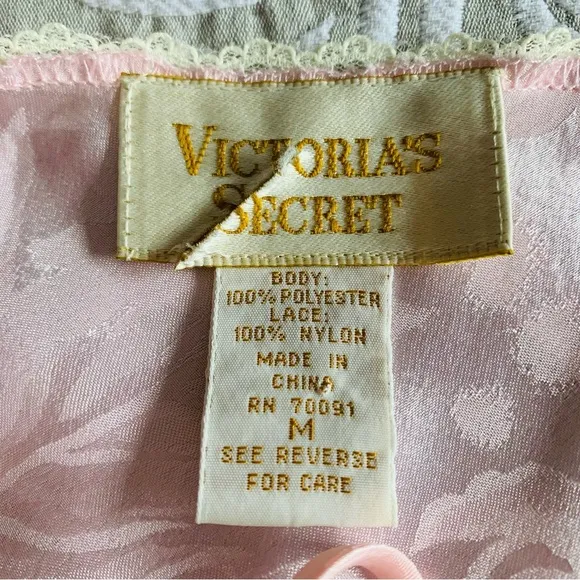 VICTORIA'S
SECRET
BODY:
100% POLYESTER
LACE:
100% NYLON
MADE IN
CHINA
RN 70091
M
SEE REVERSE
FOR CARE